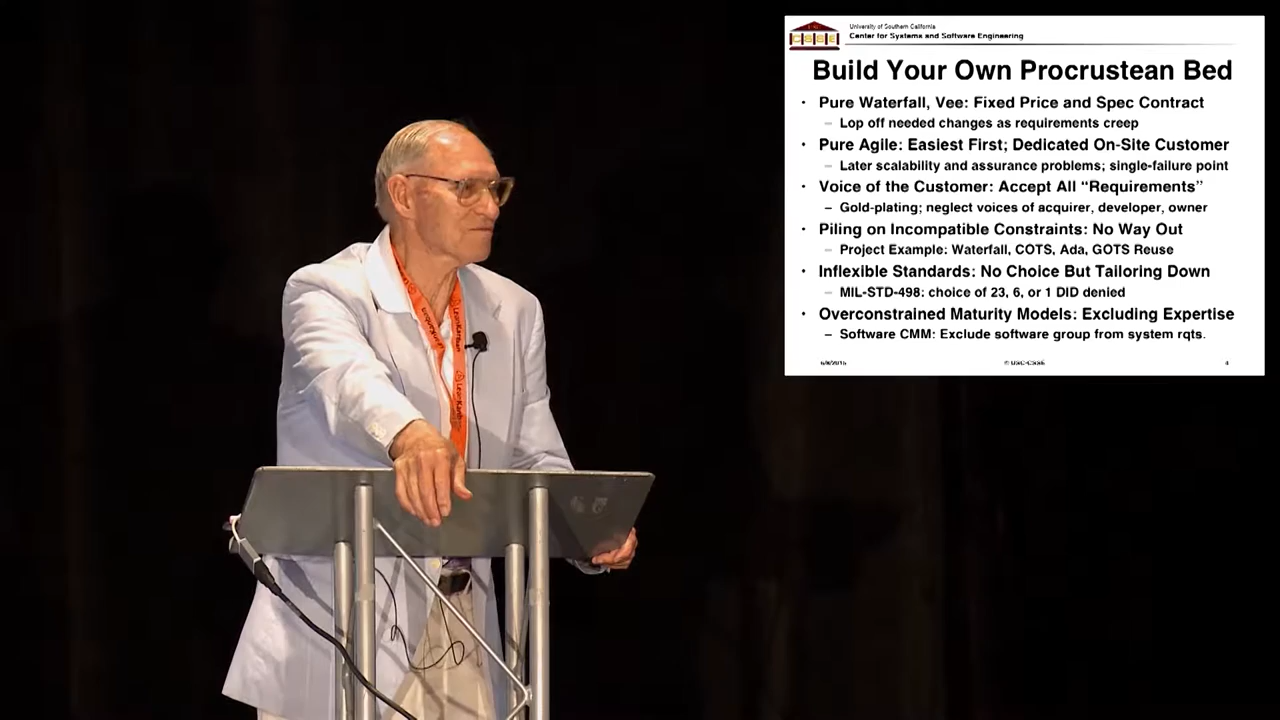 University of Southern California
Center for Systems and Software Engineering
C S S E
Build Your Own Procrustean Bed
• Pure Waterfall, Vee: Fixed Price and Spec Contract
– Lop off needed changes as requirements creep
• Pure Agile: Easiest First; Dedicated On-Site Customer
– Later scalability and assurance problems; single-failure point
• Voice of the Customer: Accept All “Requirements”
– Gold-plating; neglect voices of acquirer, developer, owner
• Piling on Incompatible Constraints: No Way Out
– Project Example: Waterfall, COTS, Ada, GOTS Reuse
• Inflexible Standards: No Choice But Tailoring Down
– MIL-STD-498: choice of 23, 6, or 1 DID denied
• Overconstrained Maturity Models: Excluding Expertise
– Software CMM: Exclude software group from system rqts.
© USC-CSSE
LeanKanban
LeanKanban